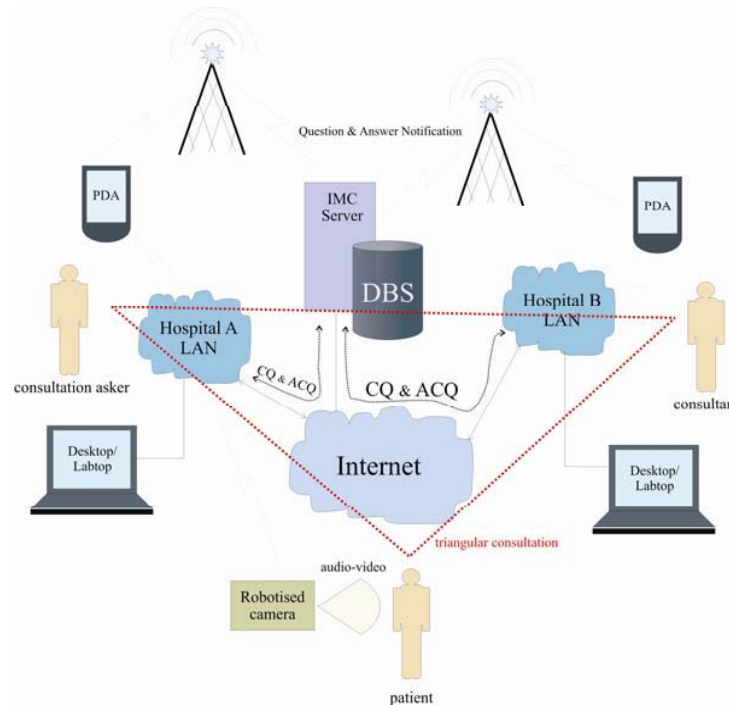 Question & Answer Notification
PDA
IMC
Server
PDA
DBS
Hospital A
LAN
Hospital B
LAN
consultation asker
CQ & ACQ
CQ & ACQ
consultan
Desktop/
Labtop
Internet
Desktop/
Labtop
triangular consultation
audio-video
Robotised
camera
patient